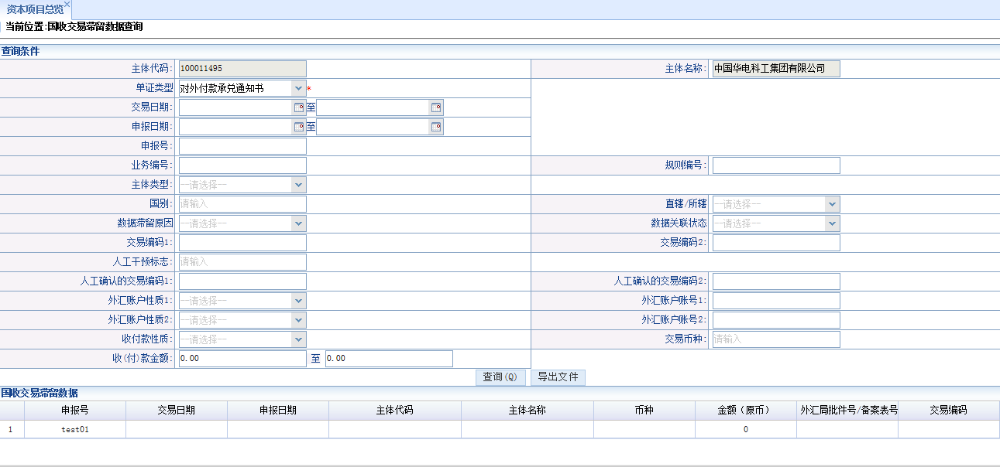 资本项目总览
当前位置:国收交易滞留数据查询
查询条件
主体代码: 100011495 主体名称: 中国华电科工集团有限公司
单证类型 对外付款承兑通知书 *
交易日期: 至
申报日期: 至
申报号:
业务编号: 规则编号:
主体类型: --请选择--
国别: 请输入 直辖/所辖 --请选择--
数据滞留原因 --请选择-- 数据关联状态 --请选择--
交易编码1: 交易编码2:
人工干预标志: 请输入
人工确认的交易编码1: 人工确认的交易编码2:
外汇账户性质1: --请选择-- 外汇账户账号1:
外汇账户性质2: --请选择-- 外汇账户账号2:
收付款性质: --请选择-- 交易币种: 请输入
收(付)款金额: 0.00 至 0.00
查询(Q) 导出文件
国收交易滞留数据
申报号 交易日期 申报日期 主体代码 主体名称 币种 金额（原币） 外汇局批件号/备案表号 交易编码
1 test01 0